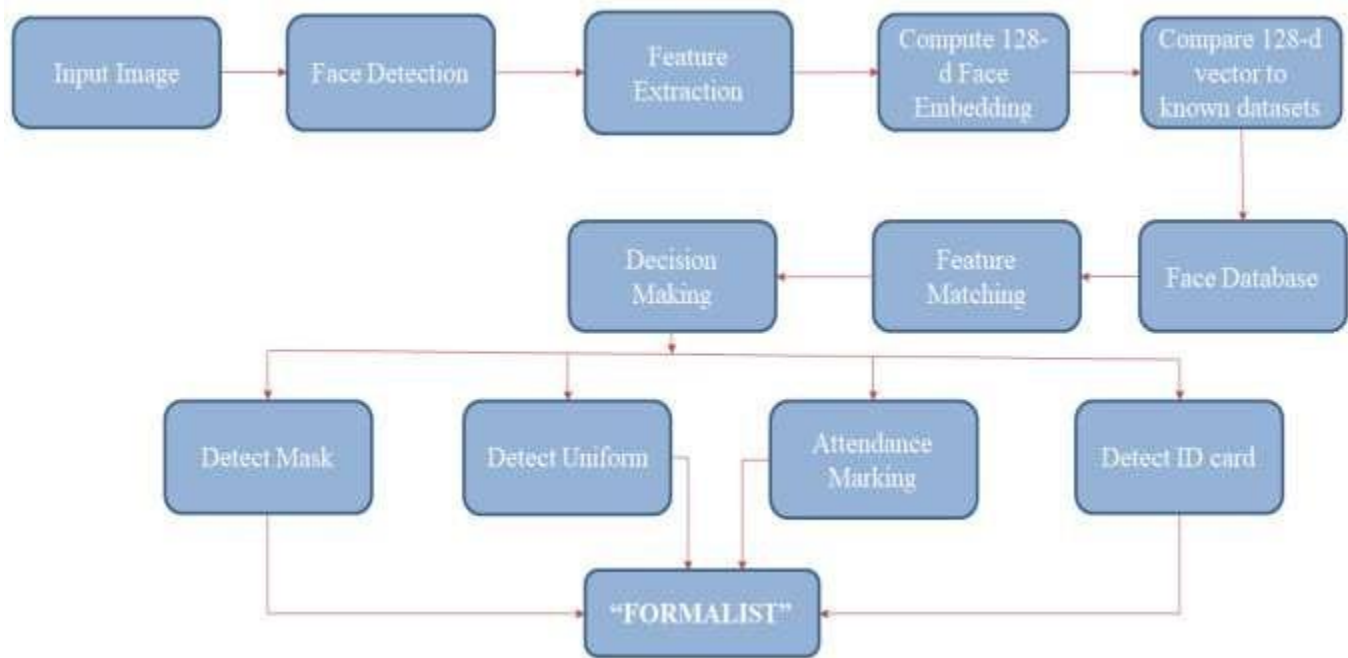 Input Image
Face Detection
Feature
Extraction
Compute 128-
d Face
Embedding
Compare 128-d
vector to
known datasets
Decision
Making
Feature
Matching
Face Database
Detect Mask
Detect Uniform
Attendance
Marking
Detect ID card
“FORMALIST”